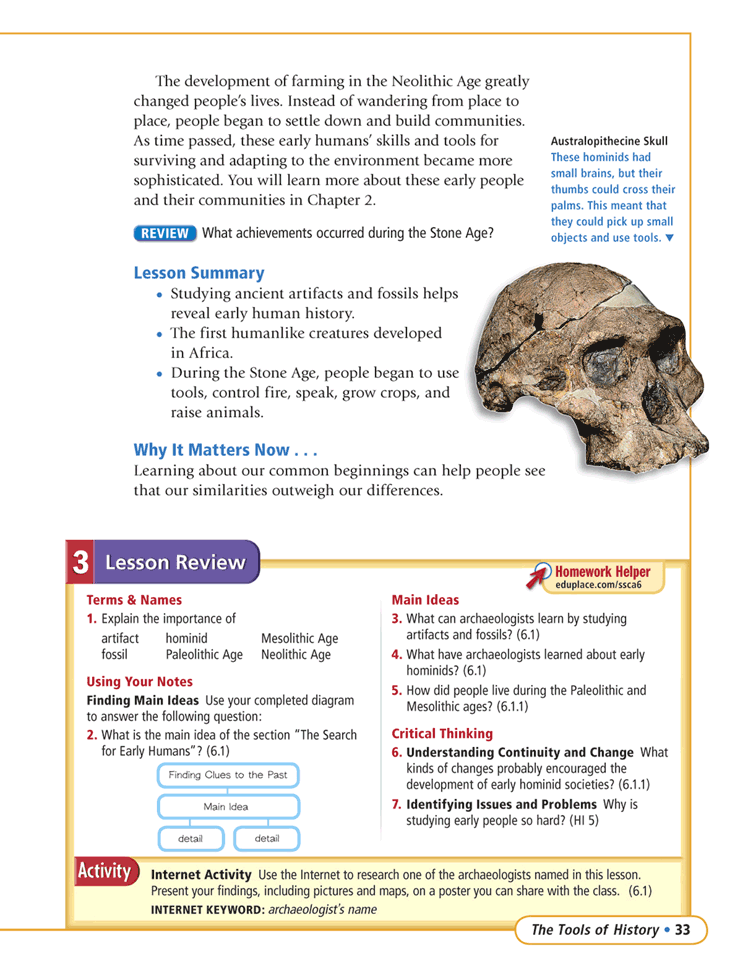 The development of farming in the Neolithic Age greatly
changed people's lives. Instead of wandering from place to
place, people began to settle down and build communities.
As time passed, these early humans' skills and tools for
surviving and adapting to the environment became more
sophisticated. You will learn more about these early people
and their communities in Chapter 2.
REVIEW What achievements occurred during the Stone Age?
Australopithecine Skull
These hominids had
small brains, but their
thumbs could cross their
palms. This meant that
they could pick up small
objects and use tools. ▼
Lesson Summary
• Studying ancient artifacts and fossils helps
reveal early human history.
• The first humanlike creatures developed
in Africa.
• During the Stone Age, people began to use
tools, control fire, speak, grow crops, and
raise animals.
Why It Matters Now . . .
Learning about our common beginnings can help people see
that our similarities outweigh our differences.
3 Lesson Review
Homework Helper
eduplace.com/ssca6
Terms & Names
1. Explain the importance of
artifact hominid Mesolithic Age
fossil Paleolithic Age Neolithic Age
Using Your Notes
Finding Main Ideas Use your completed diagram
to answer the following question:
2. What is the main idea of the section "The Search
for Early Humans"? (6.1)
Finding Clues to the Past
Main Idea
detail detail
Main Ideas
3. What can archaeologists learn by studying
artifacts and fossils? (6.1)
4. What have archaeologists learned about early
hominids? (6.1)
5. How did people live during the Paleolithic and
Mesolithic ages? (6.1.1)
Critical Thinking
6. Understanding Continuity and Change What
kinds of changes probably encouraged the
development of early hominid societies? (6.1.1)
7. Identifying Issues and Problems Why is
studying early people so hard? (HI 5)
Activity
Internet Activity Use the Internet to research one of the archaeologists named in this lesson.
Present your findings, including pictures and maps, on a poster you can share with the class. (6.1)
INTERNET KEYWORD: archaeologist's name
The Tools of History • 33